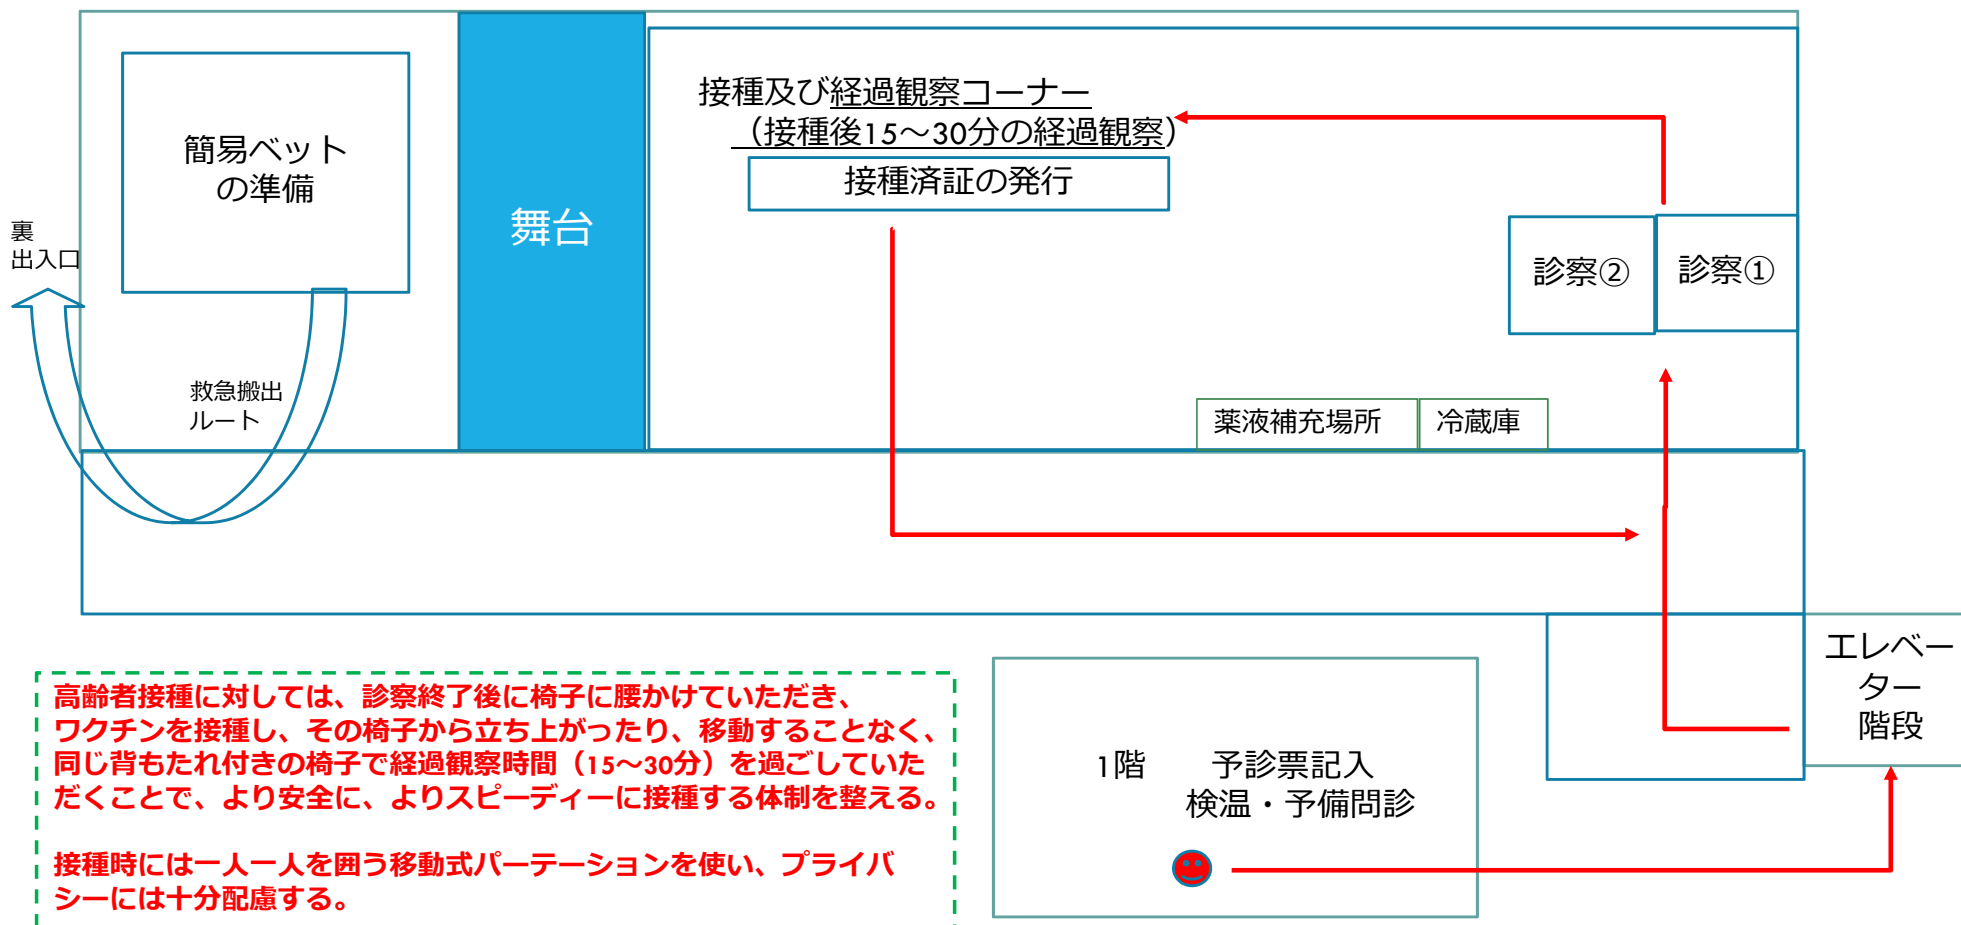 接種及び経過観察コーナー
（接種後15～30分の経過観察）
接種済証の発行
簡易ベット
の準備
舞台
裏
出入口
救急搬出
ルート
診察②
診察①
薬液補充場所
冷蔵庫
エレベー
ター
階段
1階 予診票記入
検温・予備問診
高齢者接種に対しては、診察終了後に椅子に腰かけていただき、
ワクチンを接種し、その椅子から立ち上がったり、移動することなく、
同じ背もたれ付きの椅子で経過観察時間（15～30分）を過ごしていた
だくことで、より安全に、よりスピーディーに接種する体制を整える。
接種時には一人一人を囲う移動式パーテーションを使い、プライバ
シーには十分配慮する。